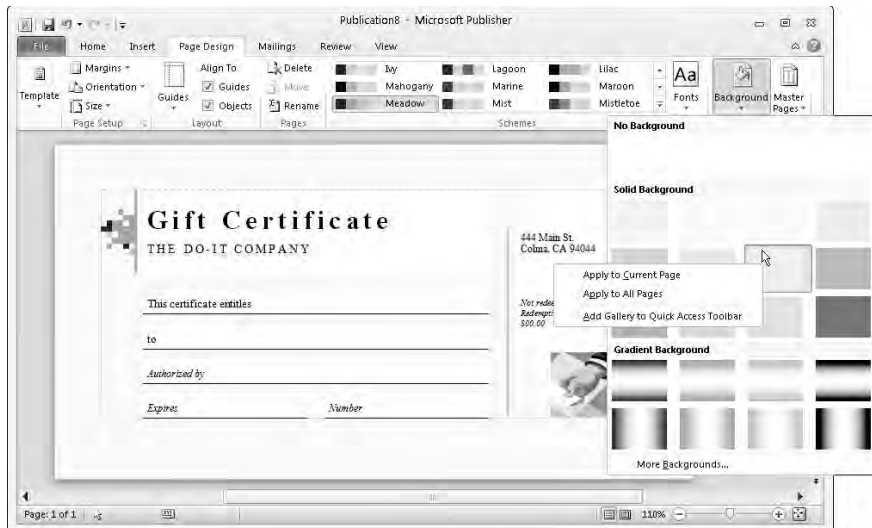 Publication8 - Microsoft Publisher
File Home Insert Page Design Mailings Review View
Margins Align To Delete Ivy Lagoon Lilac
Orientation Guides Move Mahogany Marine Maroon
Size Objects Rename Meadow Mist Mistletoe
Template Guides Fonts Background Master
Pages
Page Setup Layout Pages Schemes
No Background
Solid Background
Gift Certificate
THE DO-IT COMPANY
444 Main St.
Colma, CA 94044
Apply to Current Page
Apply to All Pages
Add Gallery to Quick Access Toolbar
This certificate entitles
Not
$00.00
to
Gradient Background
Authorized by
Expires Number
More Backgrounds...
Page: 1 of 1 110%